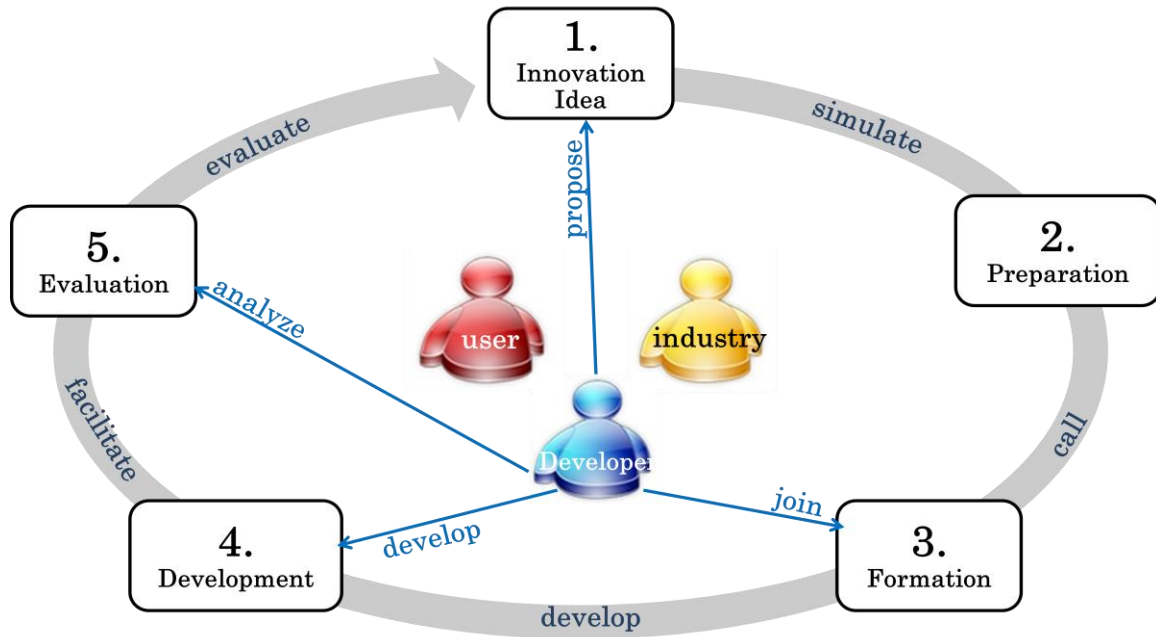 1.
Innovation
Idea
simulate
evaluate
propose
5.
Evaluation
2.
Preparation
analyze
user
industry
facilitate
call
Developer
join
4.
Development
develop
3.
Formation
develop